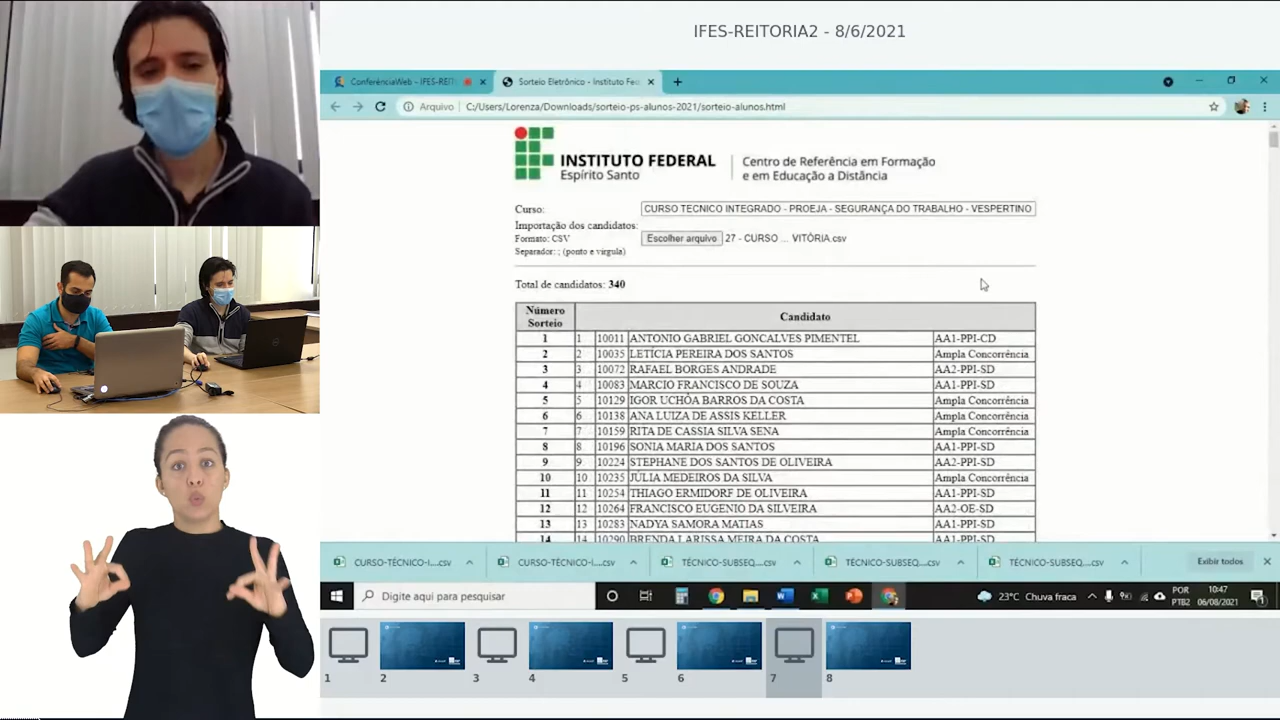 IFES-REITORIA2 - 8/6/2021
ConferênciaWeb - IFES-REIT
Sorteio Eletrônico - Instituto Fe
Arquivo | C:/Users/Lorenza/Downloads/sorteio-ps-alunos-2021/sorteio-alunos.html
INSTITUTO FEDERAL
Espírito Santo
Centro de Referência em Formação
e em Educação a Distância
Curso: CURSO TECNICO INTEGRADO - PROEJA - SEGURANÇA DO TRABALHO - VESPERTINO
Importação dos candidatos:
Formato: CSV
Separador: ; (ponto e vírgula)
Escolher arquivo 27 - CURSO ... VITÓRIA.csv
Total de candidatos: 340
Número Sorteio Candidato
1 1 10011 ANTONIO GABRIEL GONCALVES PIMENTEL AA1-PPI-CD
2 2 10035 LETÍCIA PEREIRA DOS SANTOS Ampla Concorrência
3 3 10072 RAFAEL BORGES ANDRADE AA2-PPI-SD
4 4 10083 MARCIO FRANCISCO DE SOUZA AA1-PPI-SD
5 5 10129 IGOR UCHÔA BARROS DA COSTA Ampla Concorrência
6 6 10138 ANA LUIZA DE ASSIS KELLER Ampla Concorrência
7 7 10159 RITA DE CASSIA SILVA SENA Ampla Concorrência
8 8 10196 SONIA MARIA DOS SANTOS AA1-PPI-SD
9 9 10224 STEPHANE DOS SANTOS DE OLIVEIRA AA2-PPI-SD
10 10 10235 JÚLIA MEDEIROS DA SILVA Ampla Concorrência
11 11 10254 THIAGO ERMIDORF DE OLIVEIRA AA1-PPI-SD
12 12 10264 FRANCISCO EUGENIO DA SILVEIRA AA2-OE-SD
13 13 10283 NADYA SAMORA MATIAS AA1-PPI-SD
14 14 10290 BRENDA LARISSA MEIRA DA COSTA AA1-PPI-SD
CURSO-TÉCNICO-I....csv
CURSO-TÉCNICO-I....csv
TÉCNICO-SUBSEQ....csv
TÉCNICO-SUBSEQ....csv
TÉCNICO-SUBSEQ....csv
Exibir todos
Digite aqui para pesquisar
23°C Chuva fraca
POR
PTB2
10:47
06/08/2021
1 2 3 4 5 6 7 8